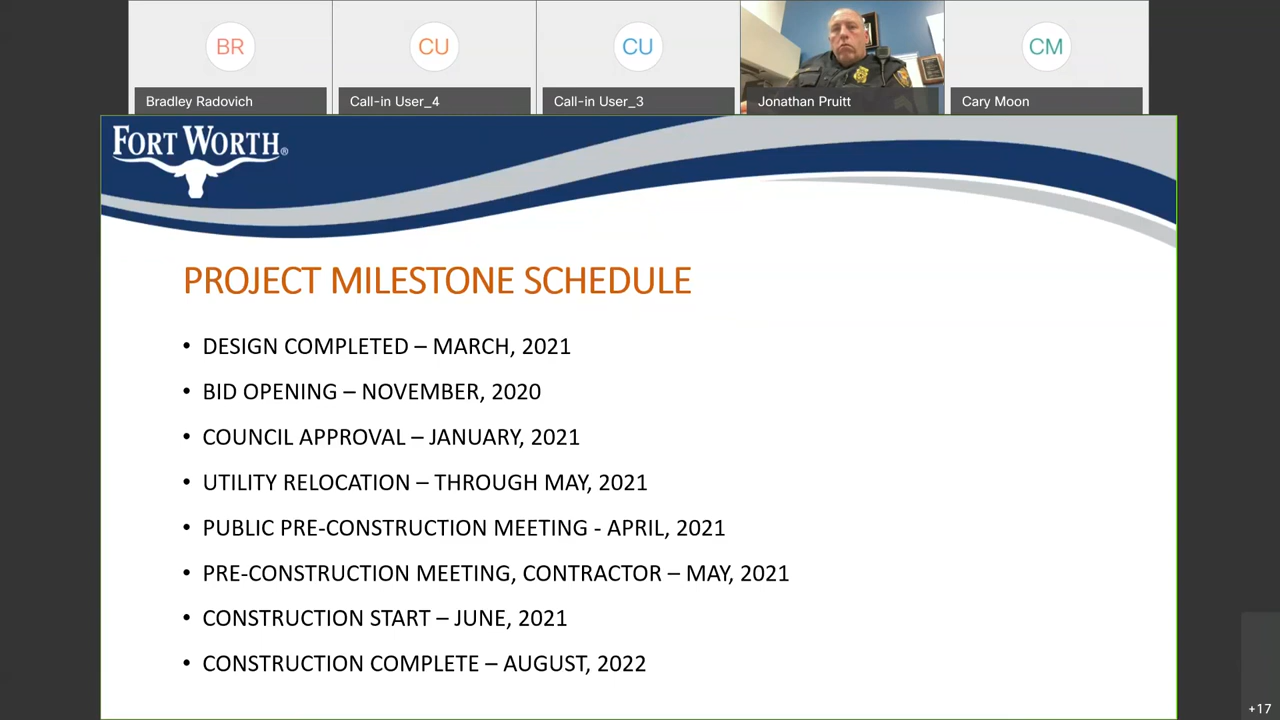 BR
CU
CU
CM
Bradley Radovich
Call-in User_4
Call-in User_3
Jonathan Pruitt
Cary Moon
FORT WORTH®
PROJECT MILESTONE SCHEDULE
• DESIGN COMPLETED – MARCH, 2021
• BID OPENING – NOVEMBER, 2020
• COUNCIL APPROVAL – JANUARY, 2021
• UTILITY RELOCATION – THROUGH MAY, 2021
• PUBLIC PRE-CONSTRUCTION MEETING - APRIL, 2021
• PRE-CONSTRUCTION MEETING, CONTRACTOR – MAY, 2021
• CONSTRUCTION START – JUNE, 2021
• CONSTRUCTION COMPLETE – AUGUST, 2022
+17